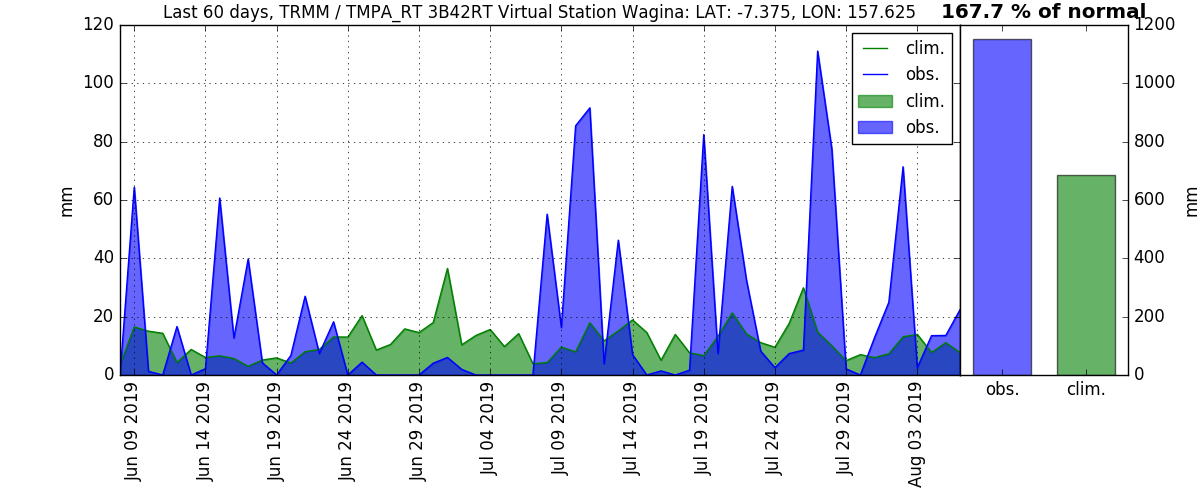 Last 60 days, TRMM / TMPA_RT 3B42RT Virtual Station Wagina: LAT: -7.375, LON: 157.625
167.7 % of normal
mm
120
100
80
60
40
20
0
clim.
obs.
clim.
obs.
Jun 09 2019
Jun 14 2019
Jun 19 2019
Jun 24 2019
Jun 29 2019
Jul 04 2019
Jul 09 2019
Jul 14 2019
Jul 19 2019
Jul 24 2019
Jul 29 2019
Aug 03 2019
1200
1000
800
600
400
200
0
mm
obs.
clim.